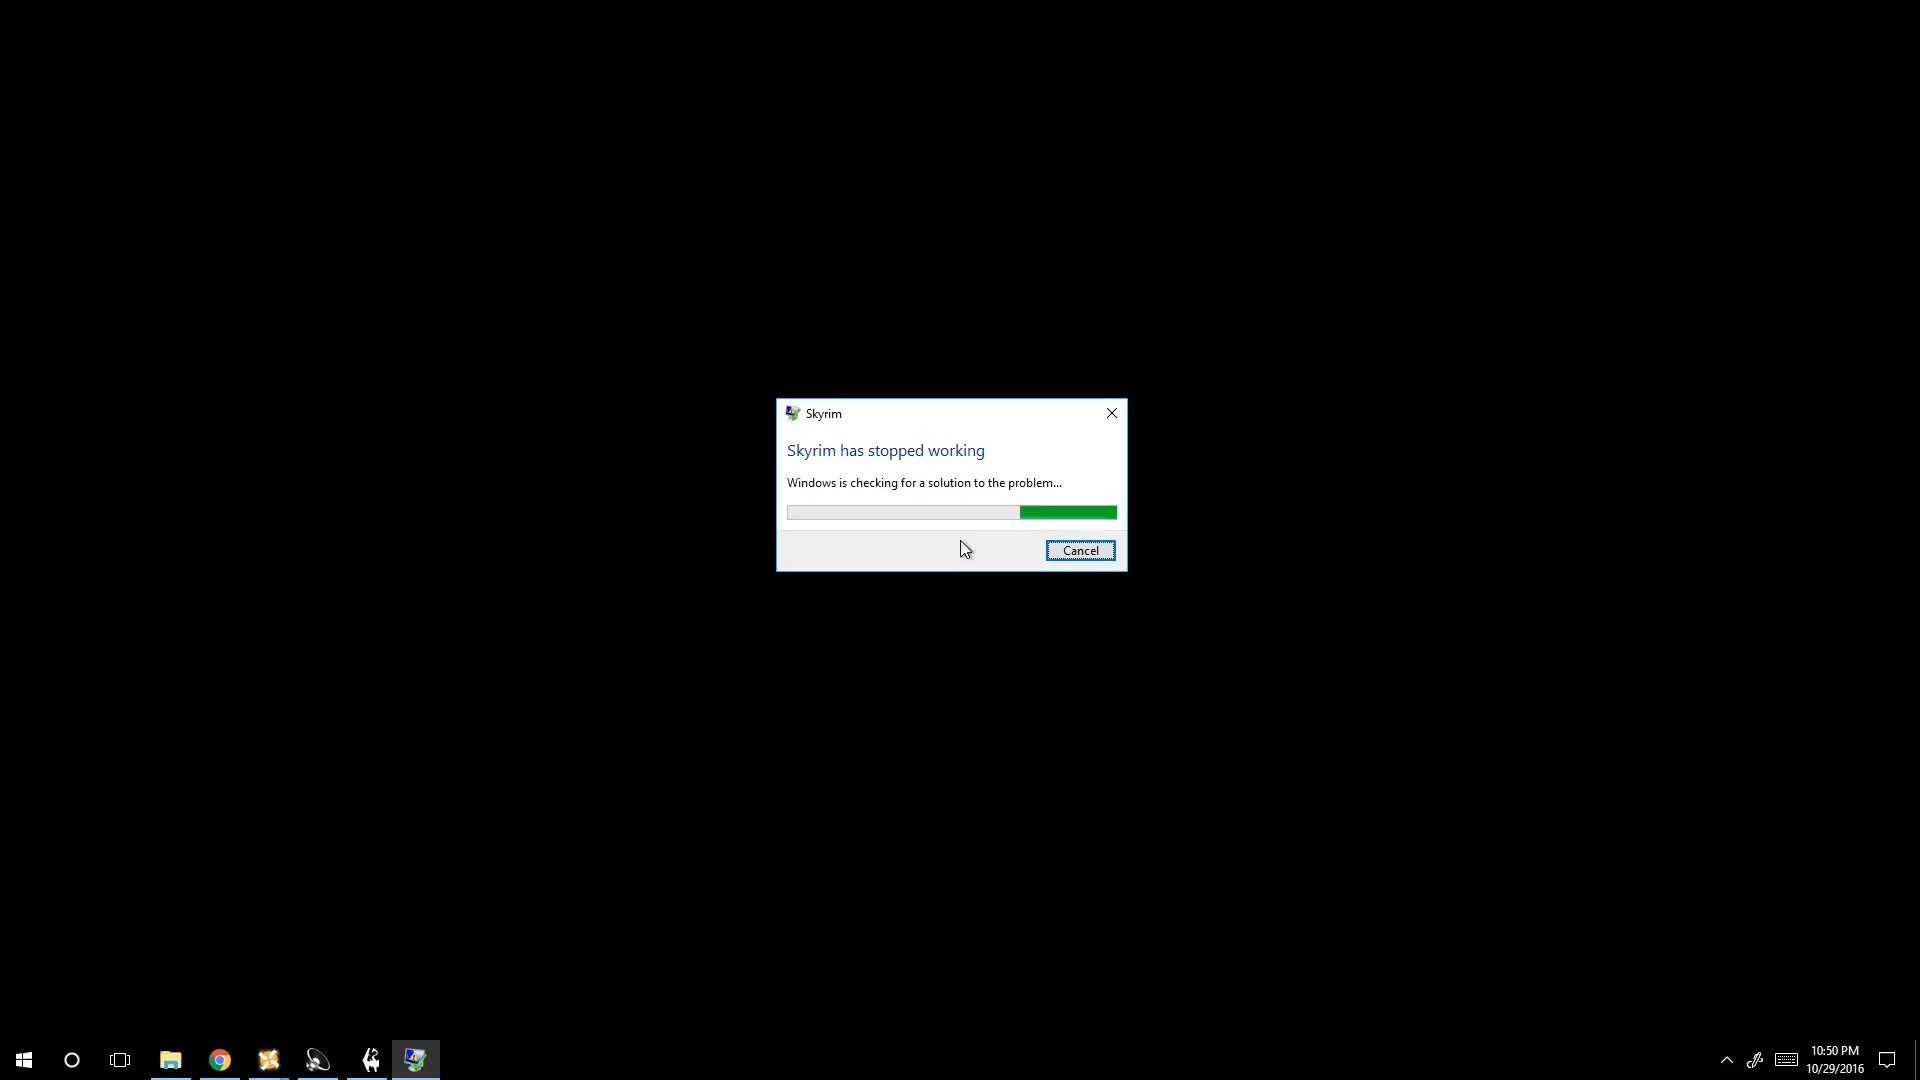 Skyrim
Skyrim has stopped working
Windows is checking for a solution to the problem...
Cancel
10:50 PM
10/29/2016